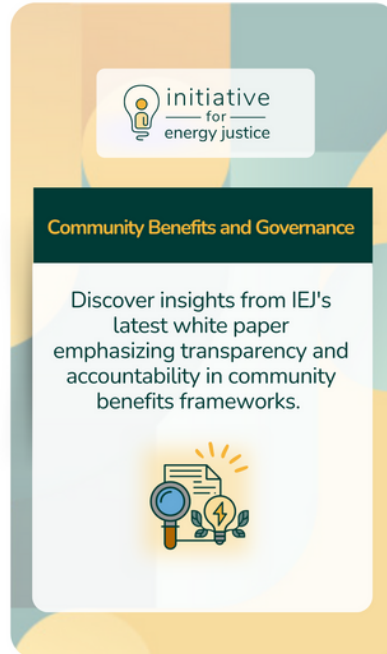 initiative
for
energy justice
Community Benefits and Governance
Discover insights from IEJ's
latest white paper
emphasizing transparency and
accountability in community
benefits frameworks.